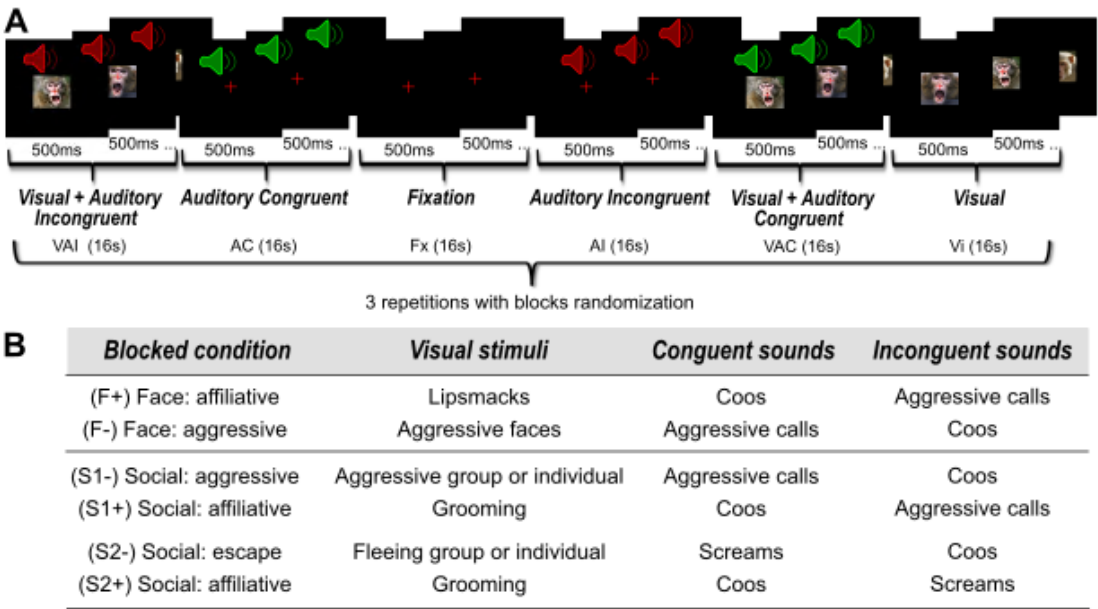 A
500ms 500ms ... 500ms 500ms ... 500ms 500ms ... 500ms 500ms ... 500ms 500ms ... 500ms 500ms ...
Visual + Auditory Auditory Congruent Fixation Auditory Incongruent Visual + Auditory Visual
Incongruent Congruent
VAI (16s) AC (16s) Fx (16s) AI (16s) VAC (16s) Vi (16s)
3 repetitions with blocks randomization
B
Blocked condition Visual stimuli Conguent sounds Inconguent sounds
(F+) Face: affiliative Lipsmacks Coos Aggressive calls
(F-) Face: aggressive Aggressive faces Aggressive calls Coos
(S1-) Social: aggressive Aggressive group or individual Aggressive calls Coos
(S1+) Social: affiliative Grooming Coos Aggressive calls
(S2-) Social: escape Fleeing group or individual Screams Coos
(S2+) Social: affiliative Grooming Coos Screams